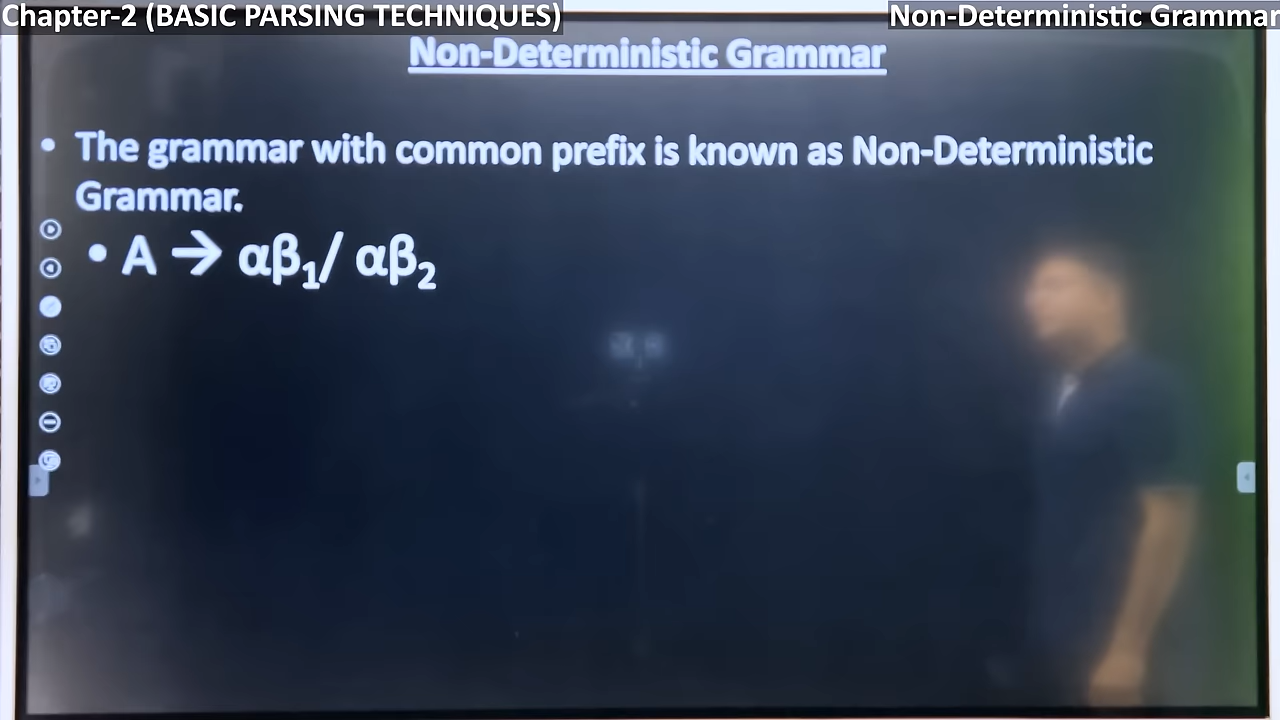 Chapter-2 (BASIC PARSING TECHNIQUES)
Non-Deterministic Grammar
Non-Deterministic Grammar
• The grammar with common prefix is known as Non-Deterministic
Grammar.
• A → αβ₁/ αβ₂